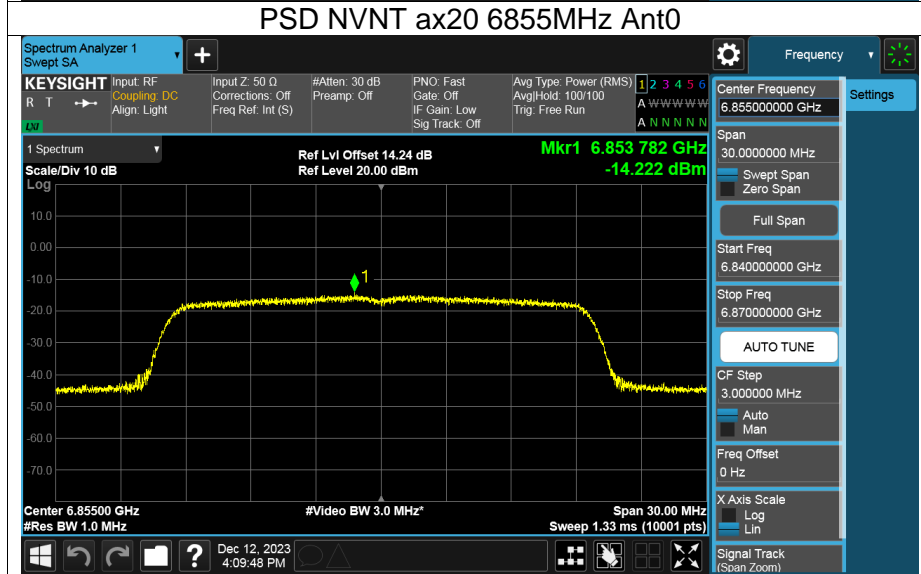 PSD NVNT ax20 6855MHz Ant0
Spectrum Analyzer 1
Swept SA
+
Frequency
KEYSIGHT
R T
LXI
Input: RF
Coupling: DC
Align: Light
Input Z: 50 Ω
Corrections: Off
Freq Ref: Int (S)
#Atten: 30 dB
Preamp: Off
PNO: Fast
Gate: Off
IF Gain: Low
Sig Track: Off
Avg Type: Power (RMS)
Avg|Hold: 100/100
Trig: Free Run
1 2 3 4 5 6
A W W W W W
A N N N N N
1 Spectrum
Scale/Div 10 dB
Ref Lvl Offset 14.24 dB
Ref Level 20.00 dBm
Mkr1 6.853 782 GHz
-14.222 dBm
Log
10.0
0.00
-10.0
-20.0
-30.0
-40.0
-50.0
-60.0
-70.0
1
Center 6.85500 GHz
#Res BW 1.0 MHz
#Video BW 3.0 MHz*
Span 30.00 MHz
Sweep 1.33 ms (10001 pts)
?
Dec 12, 2023
4:09:48 PM
Center Frequency
6.855000000 GHz
Settings
Span
30.0000000 MHz
Swept Span
Zero Span
Full Span
Start Freq
6.840000000 GHz
Stop Freq
6.870000000 GHz
AUTO TUNE
CF Step
3.000000 MHz
Auto
Man
Freq Offset
0 Hz
X Axis Scale
Log
Lin
Signal Track
(Span Zoom)